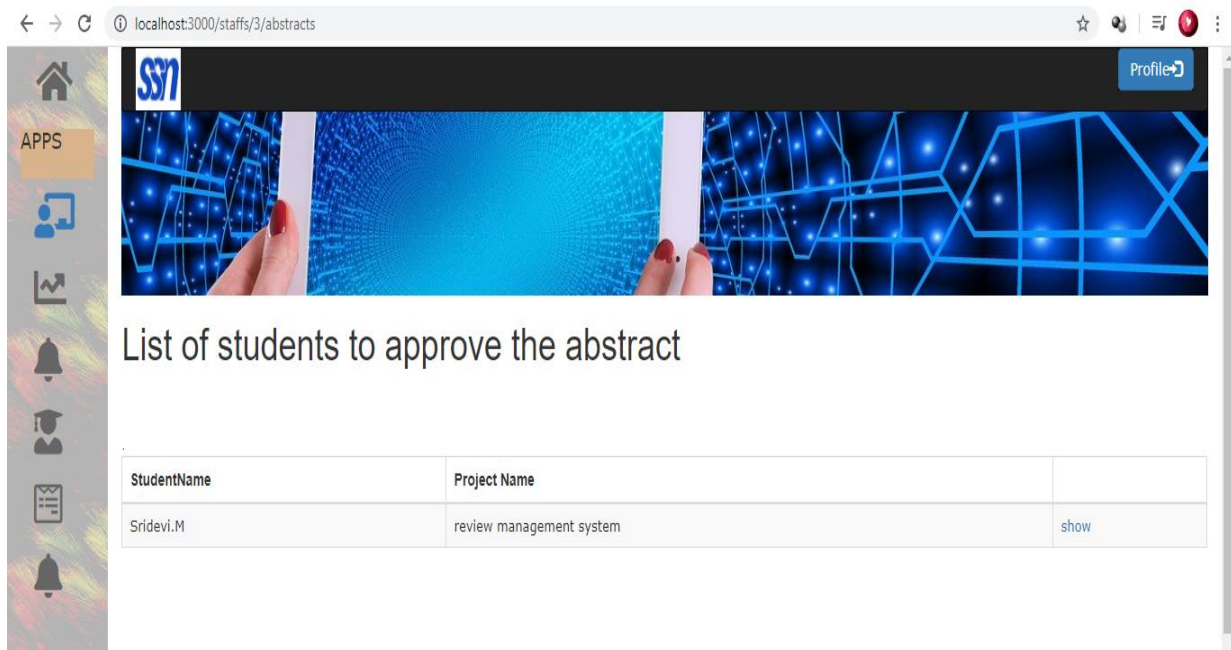 localhost:3000/staffs/3/abstracts
ssn
Profile
APPS
List of students to approve the abstract
.
StudentName Project Name
Sridevi.M review management system show